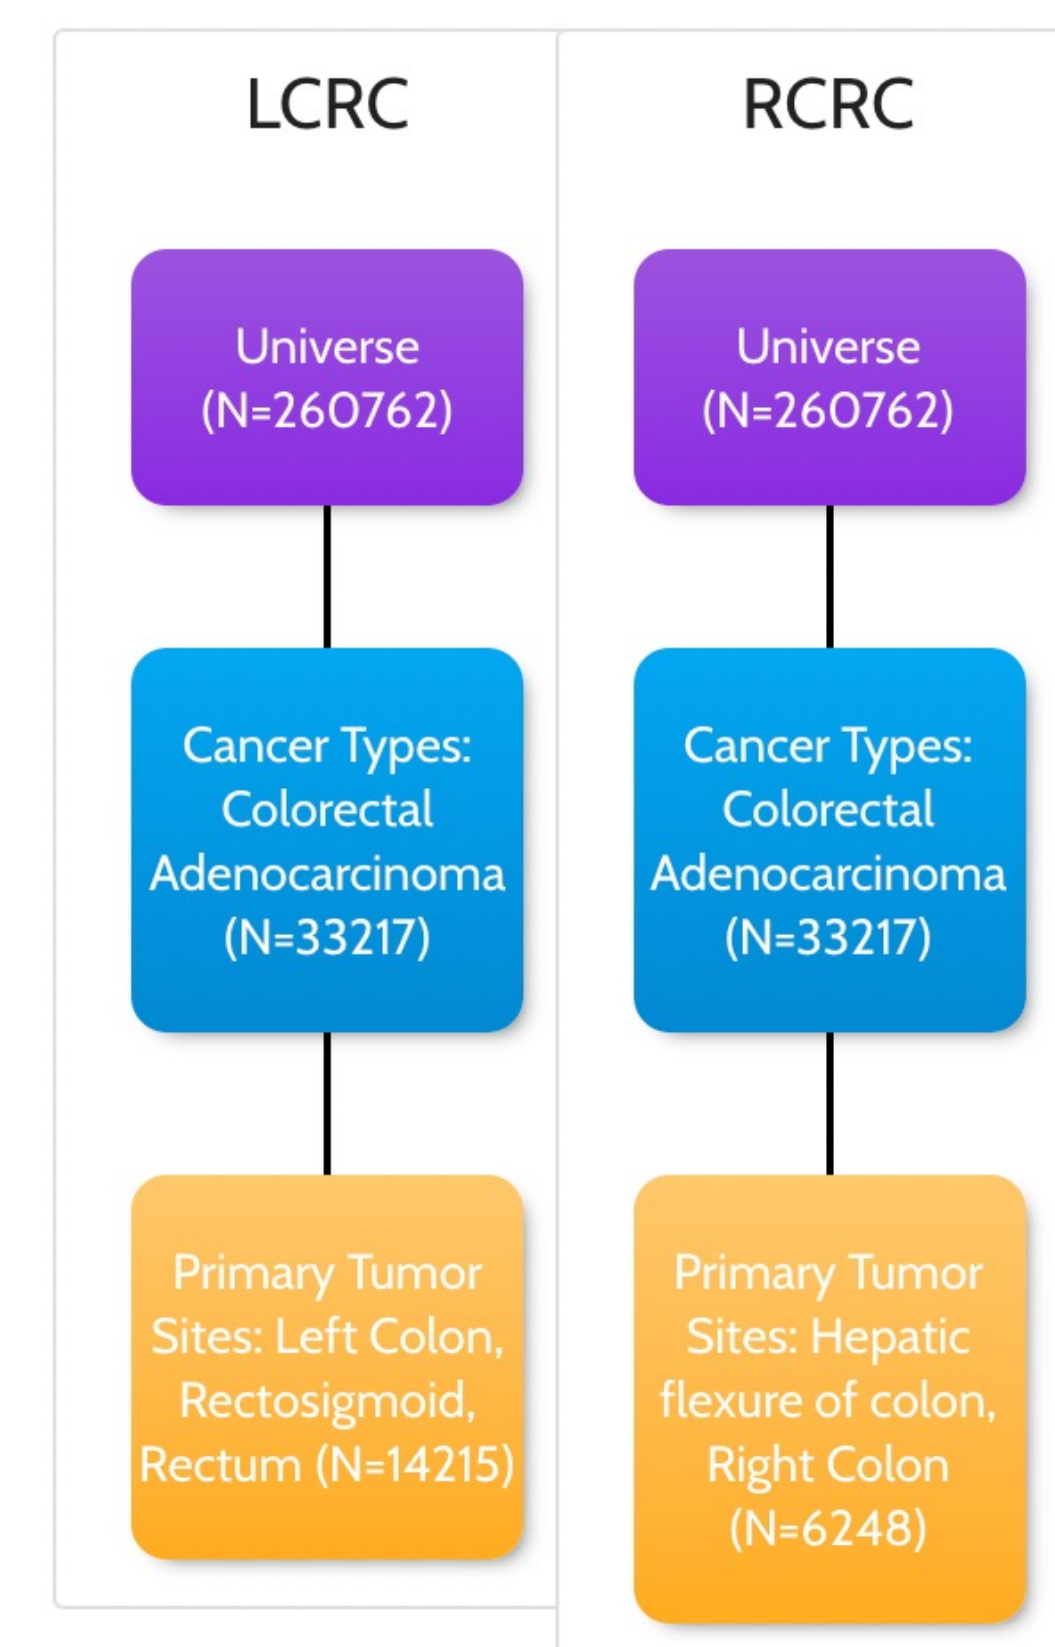 LCRC
Universe
(N=260762)
Cancer Types:
Colorectal
Adenocarcinoma
(N=33217)
Primary Tumor
Sites: Left Colon,
Rectosigmoid,
Rectum (N=14215)
RCRC
Universe
(N=260762)
Cancer Types:
Colorectal
Adenocarcinoma
(N=33217)
Primary Tumor
Sites: Hepatic
flexure of colon,
Right Colon
(N=6248)